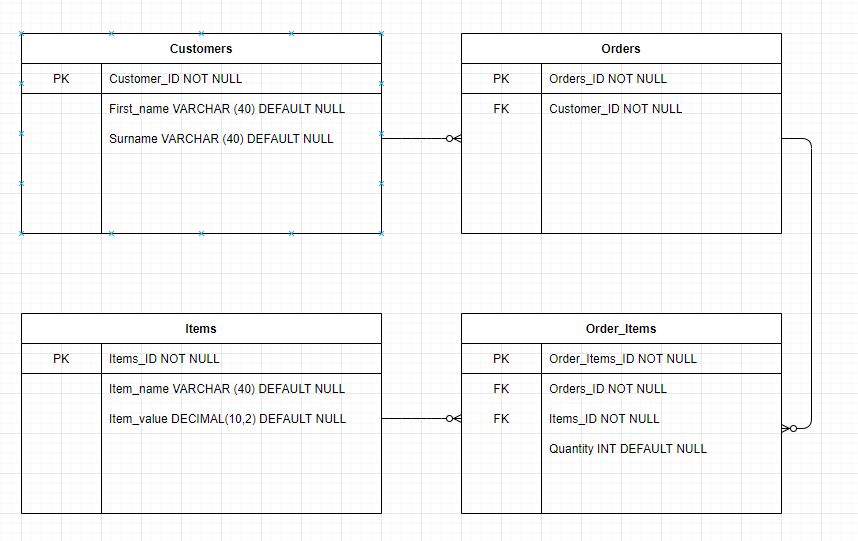 Customers
PK Customer_ID NOT NULL
First_name VARCHAR (40) DEFAULT NULL
Surname VARCHAR (40) DEFAULT NULL
Orders
PK Orders_ID NOT NULL
FK Customer_ID NOT NULL
Items
PK Items_ID NOT NULL
Item_name VARCHAR (40) DEFAULT NULL
Item_value DECIMAL(10,2) DEFAULT NULL
Order_Items
PK Order_Items_ID NOT NULL
FK Orders_ID NOT NULL
FK Items_ID NOT NULL
Quantity INT DEFAULT NULL